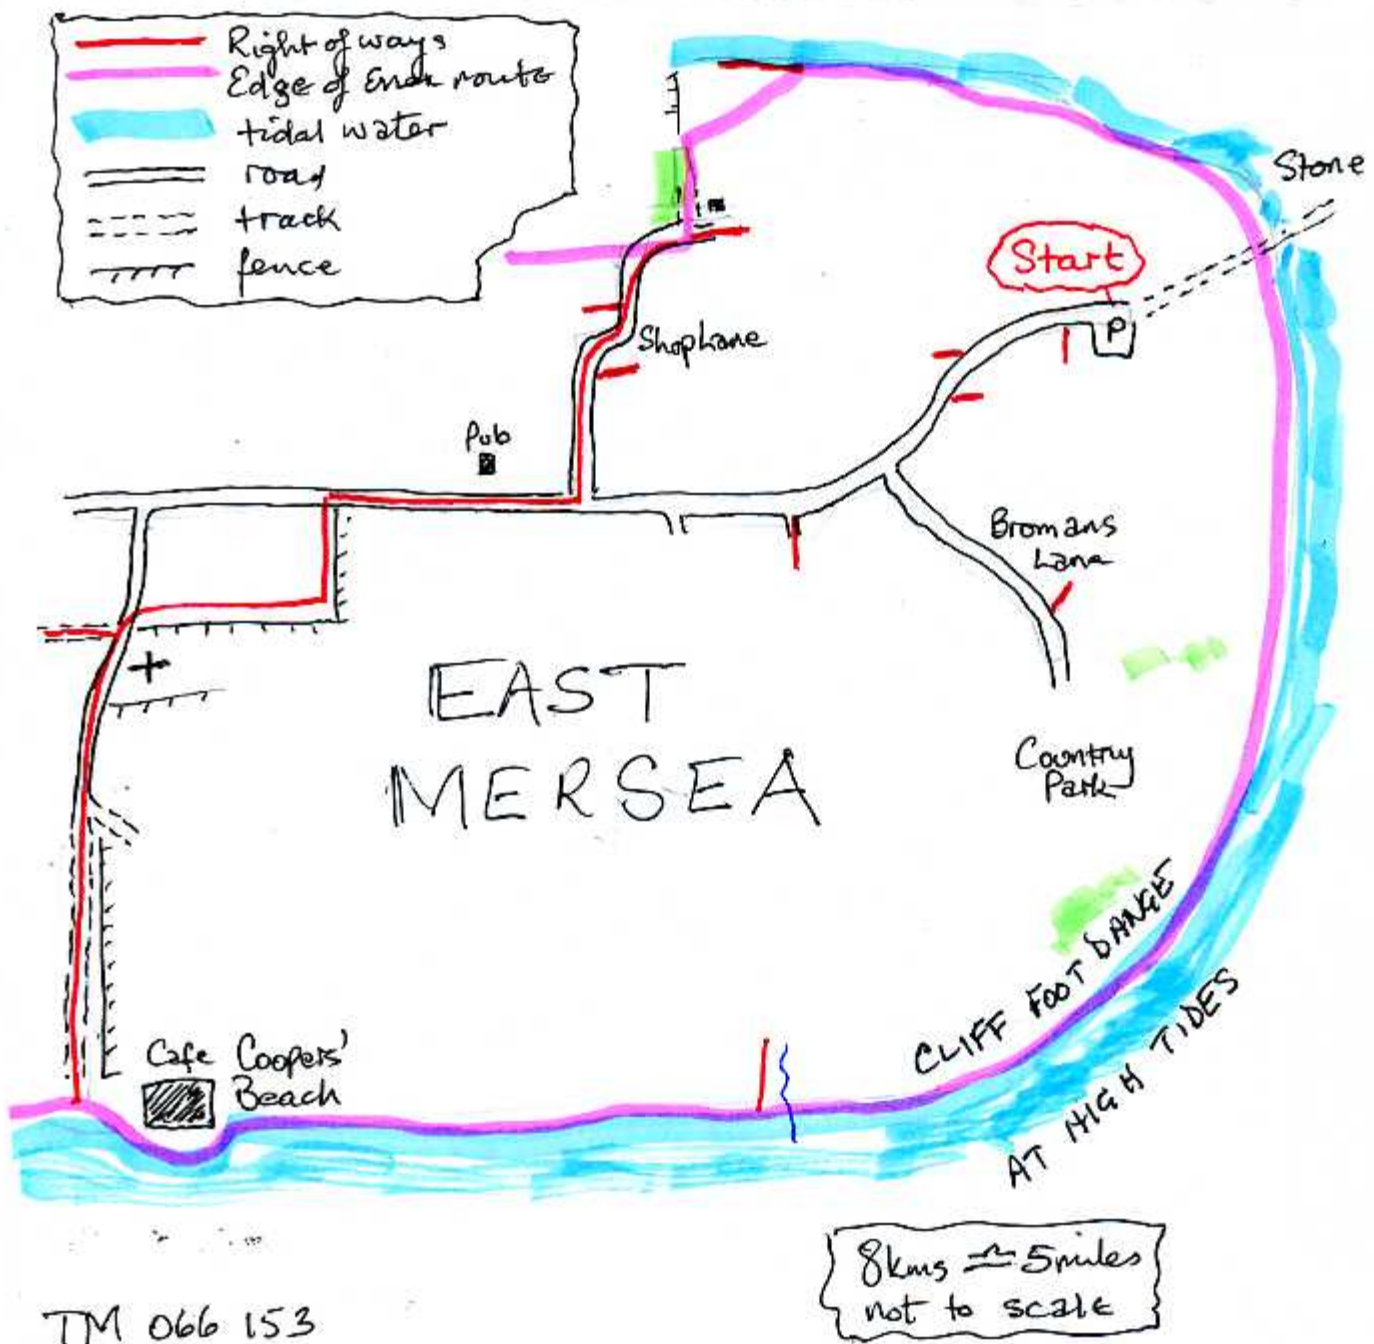 Right of ways
Edge of Essex route
tidal water
road
track
fence
Stone
Start
P
Shop Lane
Pub
Bromans
Lane
EAST
MERSEA
Country
Park
CLIFF FOOT DANGE
AT HIGH TIDES
Cafe
Coopers'
Beach
8kms ≏ 5miles
not to scale
TM 066 153